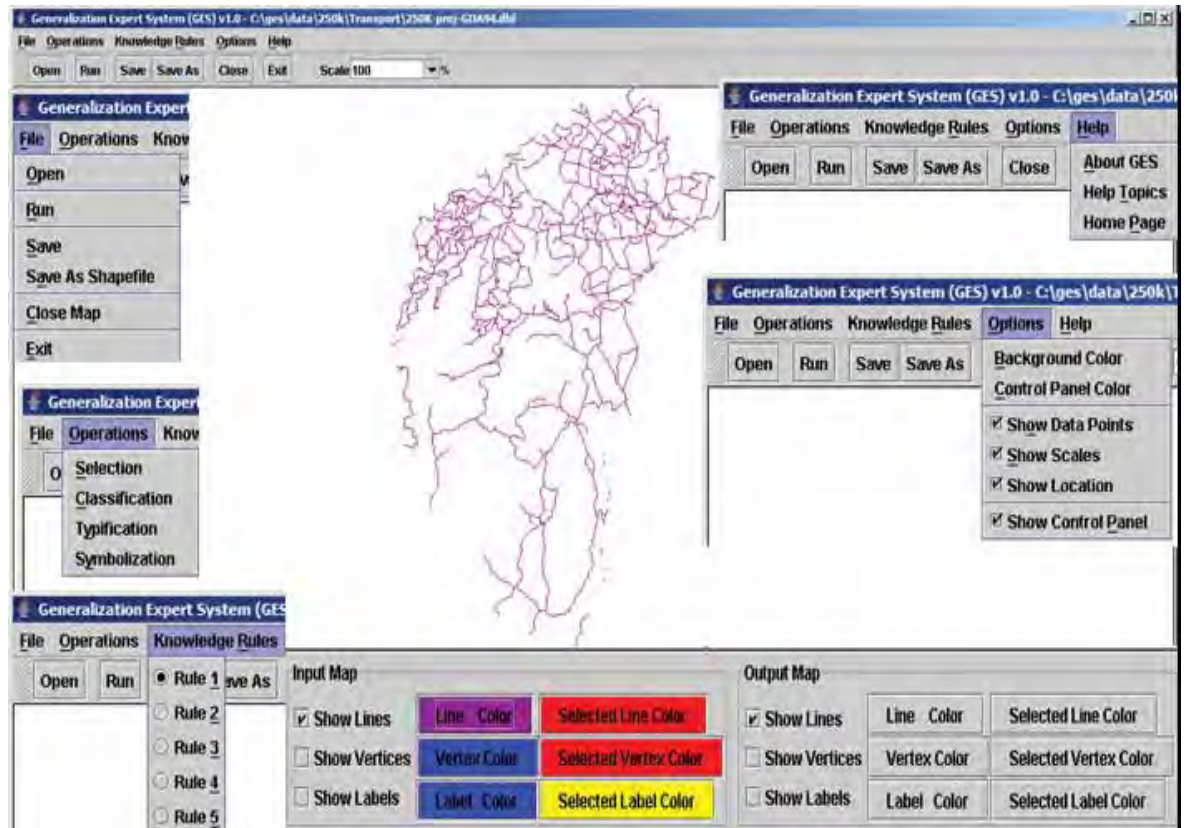 Generalization Expert System (GES) v1.0 - C:\ges\data\250k\Transport\250K-proj-GDA94.dbf
File Operations Knowledge Rules Options Help
Open Run Save Save As Close Exit Scale 100 %
Generalization Exper
File Operations Know
Open
Run
Save
Save As Shapefile
Close Map
Exit
Generalization Expert System (GES) v1.0 - C:\ges\data\250
File Operations Knowledge Rules Options Help
Open Run Save Save As Close
About GES
Help Topics
Home Page
Generalization Expert System (GES) v1.0 - C:\ges\data\250k\T
File Operations Knowledge Rules Options Help
Open Run Save Save As
Background Color
Control Panel Color
Show Data Points
Show Scales
Show Location
Show Control Panel
Generalization Exper
File Operations Know
O
Selection
Classification
Typification
Symbolization
Generalization Expert System (GES
File Operations Knowledge Rules
Open Run ve As
Rule 1
Rule 2
Rule 3
Rule 4
Rule 5
Input Map
Show Lines Line Color Selected Line Color
Show Vertices Vertex Color Selected Vertex Color
Show Labels Label Color Selected Label Color
Output Map
Show Lines Line Color Selected Line Color
Show Vertices Vertex Color Selected Vertex Color
Show Labels Label Color Selected Label Color